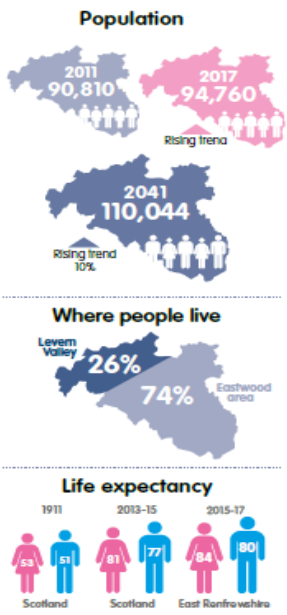 Population
2011
90,810
2017
94,760
Rising trend
2041
110,044
Rising trend
10%
Where people live
Levern
Valley
26%
74%
Eastwood
area
Life expectancy
1911
2013-15
2015-17
53
51
81
77
84
80
Scotland
Scotland
East Renfrewshire